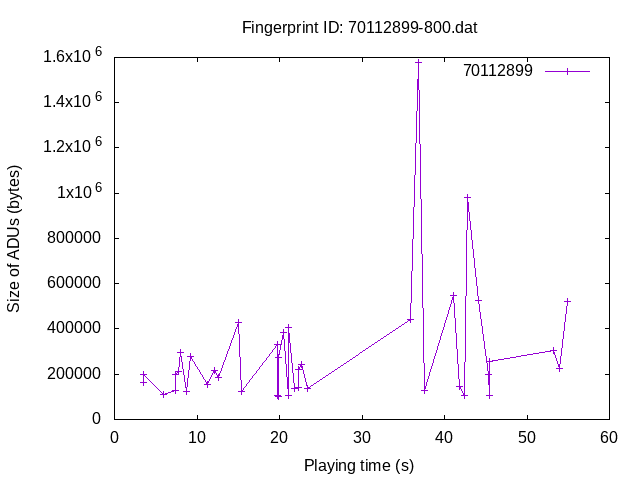 Fingerprint ID: 70112899-800.dat
1.6x10 6
70112899
1.4x10 6
1.2x10 6
1x10 6
800000
600000
400000
200000
0
Size of ADUs (bytes)
0 10 20 30 40 50 60
Playing time (s)